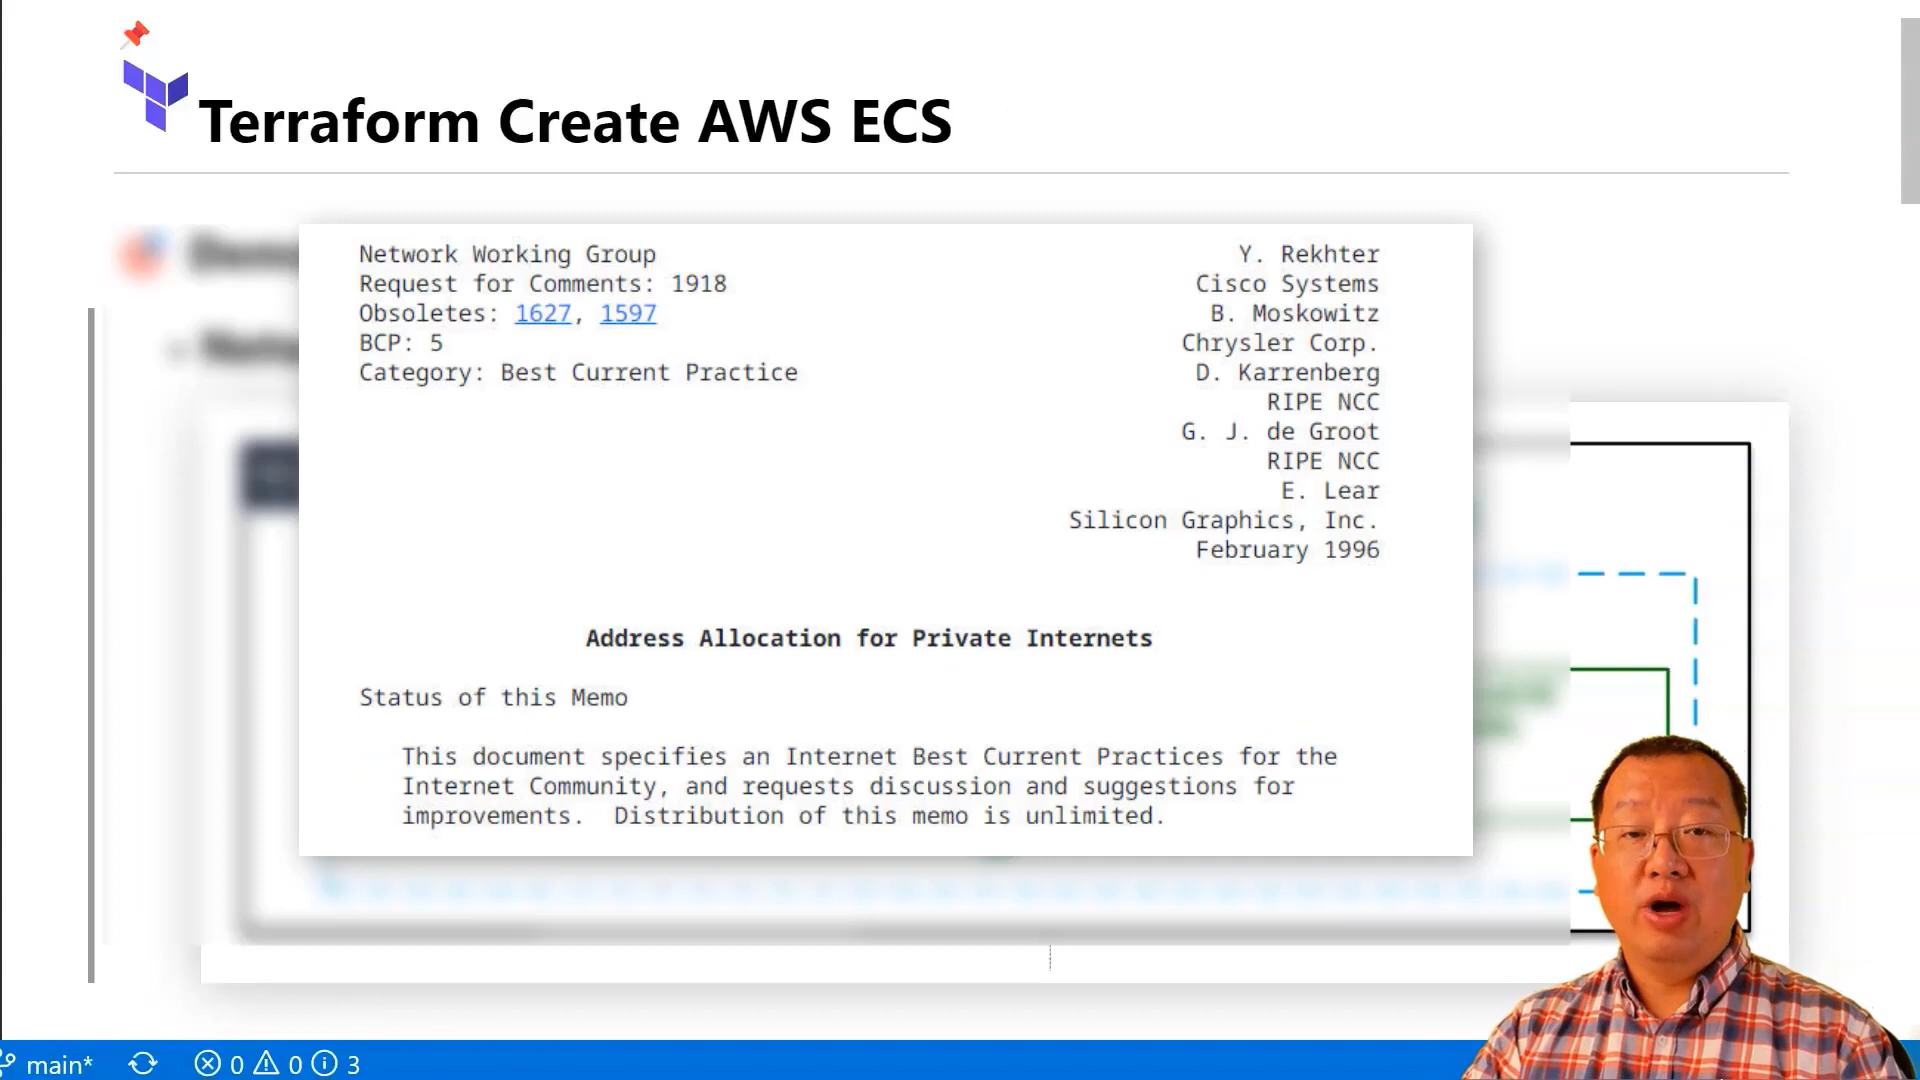 Terraform Create AWS ECS
Network Working Group
Y. Rekhter
Request for Comments: 1918
Cisco Systems
Obsoletes: 1627, 1597
B. Moskowitz
BCP: 5
Chrysler Corp.
Category: Best Current Practice
D. Karrenberg
RIPE NCC
G. J. de Groot
RIPE NCC
E. Lear
Silicon Graphics, Inc.
February 1996
Address Allocation for Private Internets
Status of this Memo
This document specifies an Internet Best Current Practices for the
Internet Community, and requests discussion and suggestions for
improvements. Distribution of this memo is unlimited.
main* 0 0 3